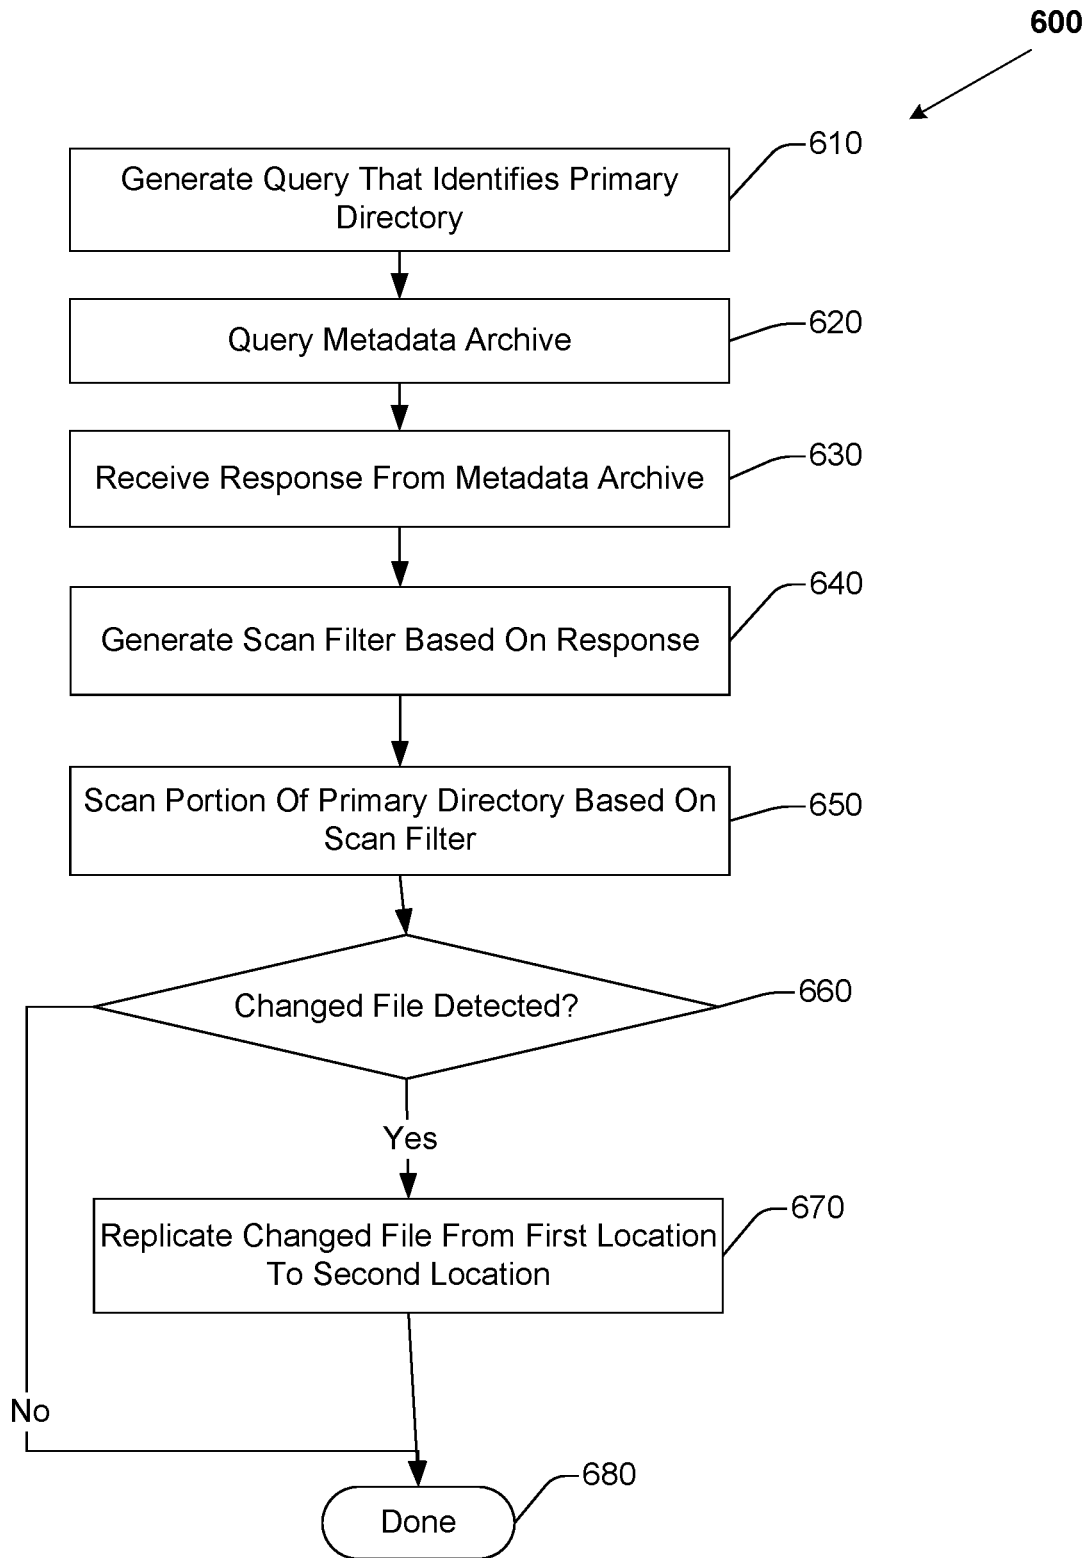 600
610
Generate Query That Identifies Primary
Directory
620
Query Metadata Archive
630
Receive Response From Metadada Archive
640
Generate Scan Filter Based On Response
650
Scan Portion Of Primary Directory Based On
Scan Filter
660
Changed File Detected?
Yes
670
Replicate Changed File From First Location
To Second Location
No
680
Done